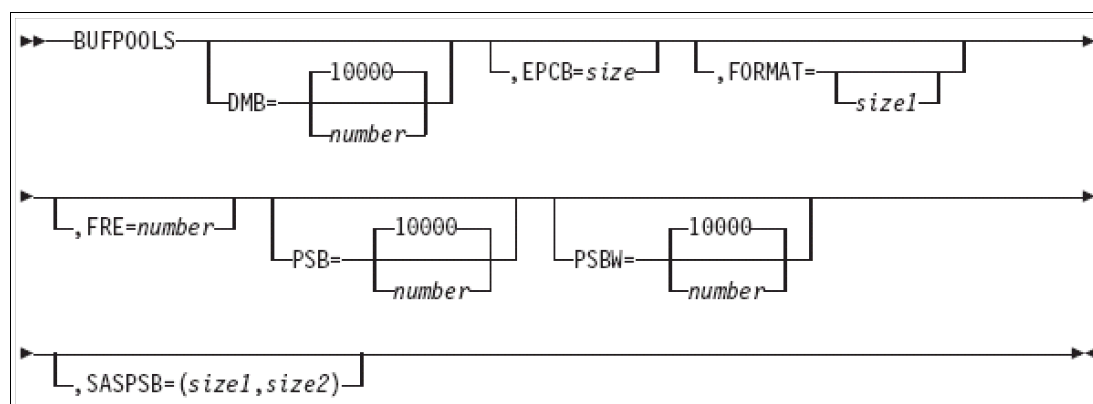 BUFPOOLS
10000
DMB=
number
,EPCB=size
,FORMAT=
size1
,FRE=number
10000
PSB=
number
10000
PSBW=
number
,SASPSB=(size1,size2)